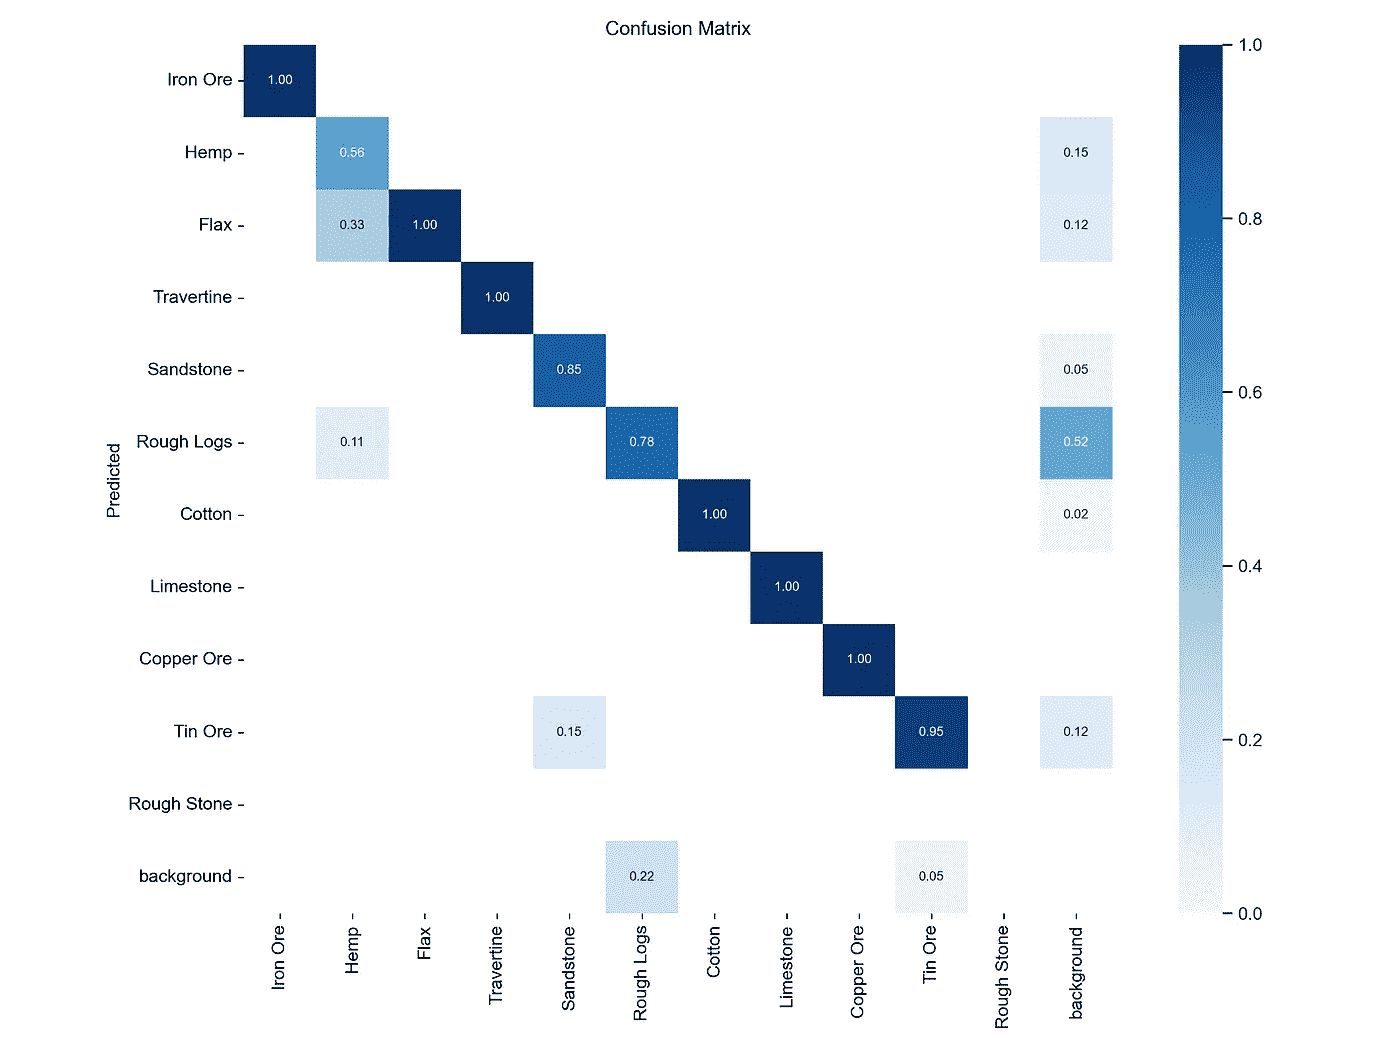 Confusion Matrix
Iron Ore 1.00 1.0
Hemp 0.56 0.15
Flax 0.33 1.00 0.12 0.8
Travertine 1.00
Sandstone 0.85 0.05 0.6
Predicted
Rough Logs 0.11 0.78 0.52
Cotton 1.00 0.02
Limestone 1.00 0.4
Copper Ore 1.00
Tin Ore 0.15 0.95 0.12 0.2
Rough Stone
background 0.22 0.05 0.0
Iron Ore
Hemp
Flax
Travertine
Sandstone
Rough Logs
Cotton
Limestone
Copper Ore
Tin Ore
Rough Stone
background